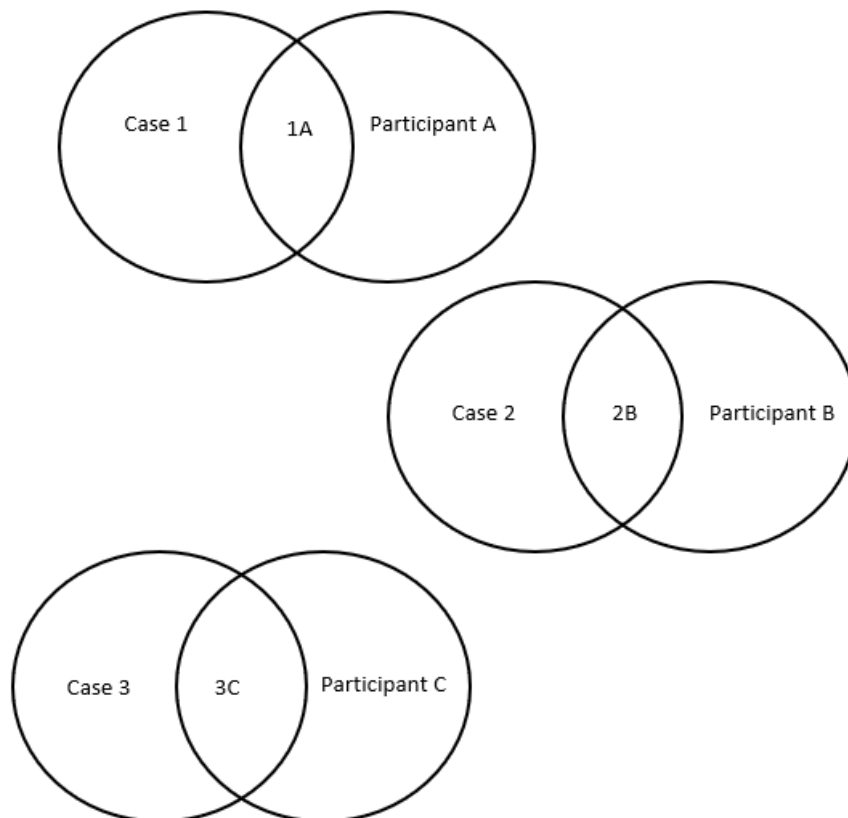 Case 1
1A
Participant A
Case 2
2B
Participant B
Case 3
3C
Participant C